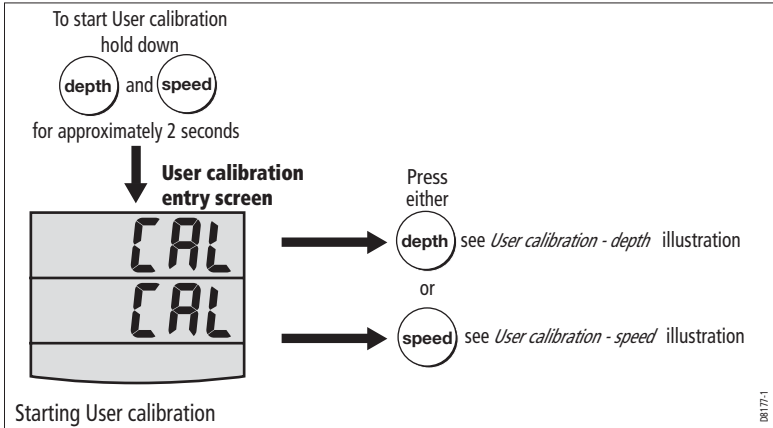 To start User calibration
hold down
depth and speed
for approximately 2 seconds
User calibration
entry screen
CAL
CAL
Press
either
depth see User calibration - depth illustration
or
speed see User calibration - speed illustration
Starting User calibration
D8177-1